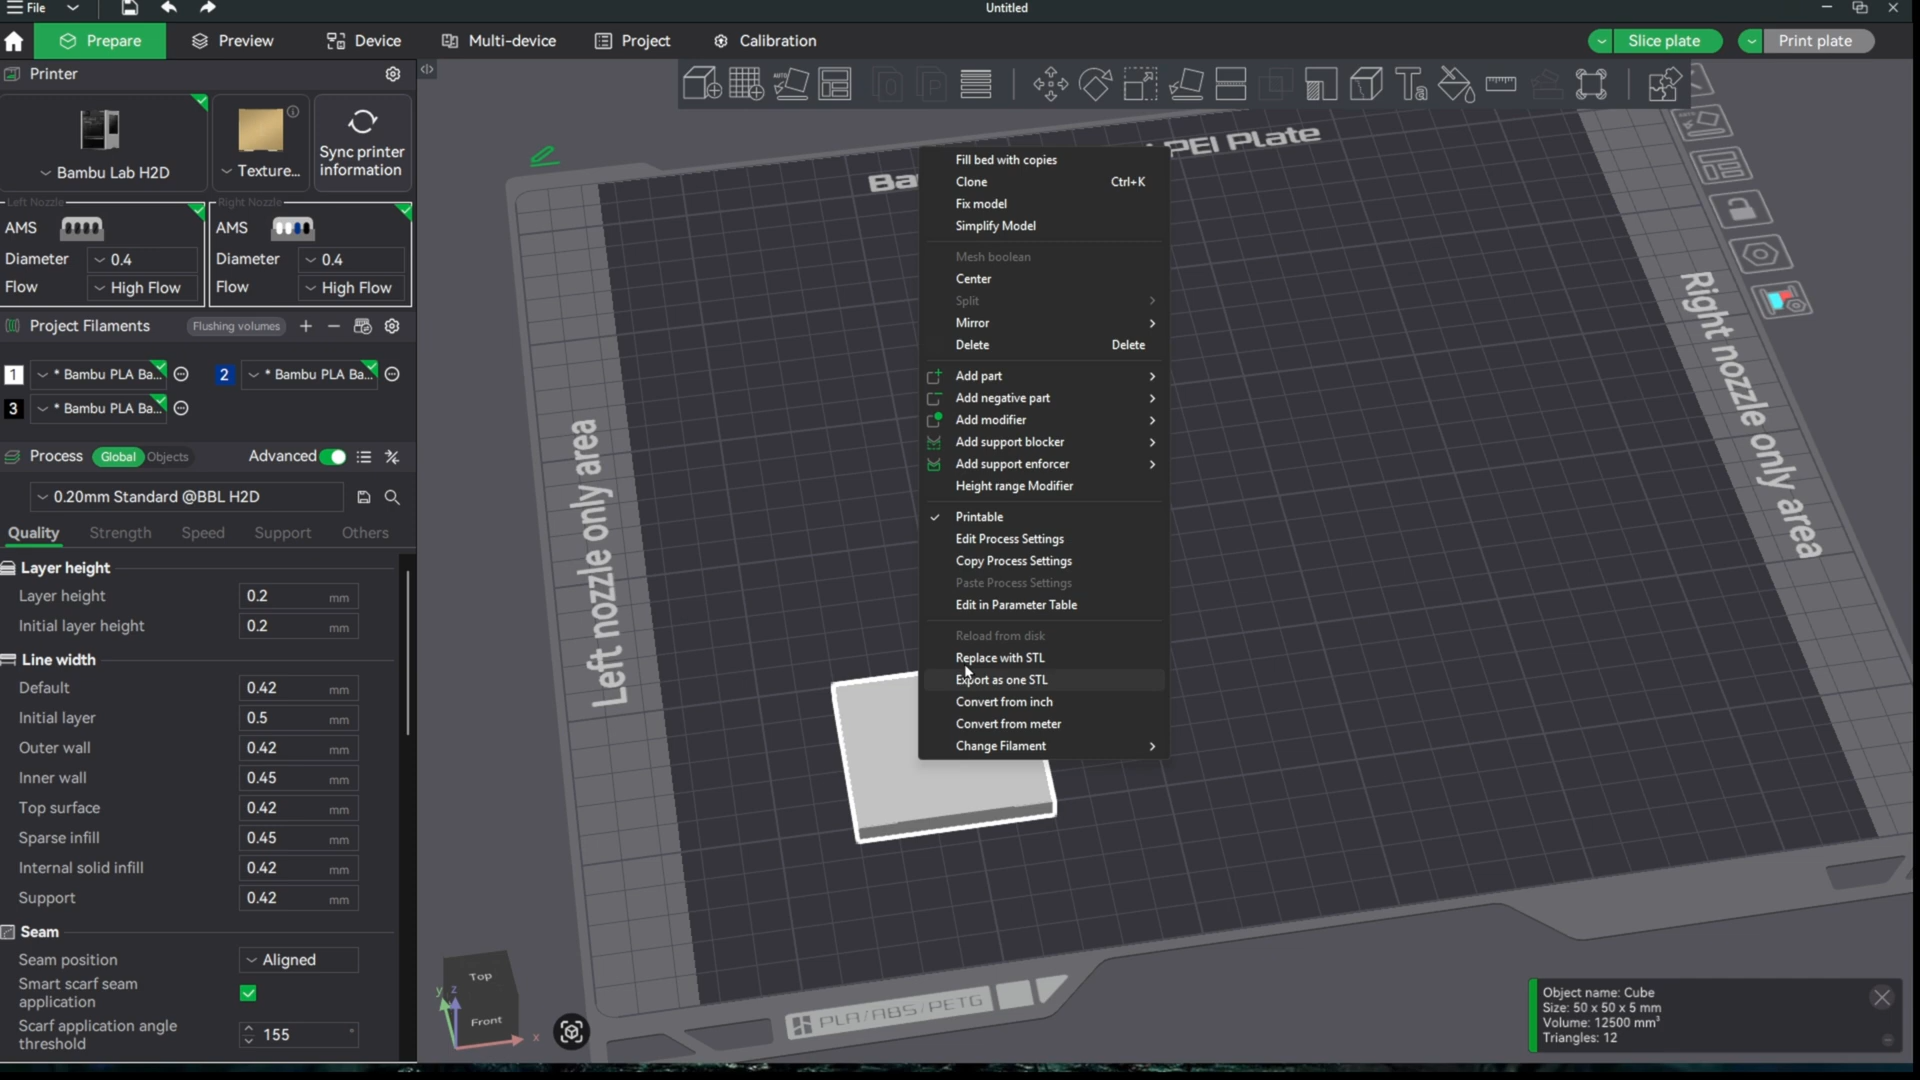 File
Untitled
Prepare
Preview
Device
Multi-device
Project
Calibration
Slice plate
Print plate
Printer
Bambu Lab H2D
Texture...
Sync printer
information
Left Nozzle
AMS
Diameter
0.4
Flow
High Flow
Right Nozzle
AMS
Diameter
0.4
Flow
High Flow
Project Filaments
Flushing volumes
1
* Bambu PLA Ba...
2
* Bambu PLA Ba...
3
* Bambu PLA Ba...
Process
Global
Objects
Advanced
0.20mm Standard @BBL H2D
Quality
Strength
Speed
Support
Others
Layer height
Layer height 0.2 mm
Initial layer height 0.2 mm
Line width
Default 0.42 mm
Initial layer 0.5 mm
Outer wall 0.42 mm
Inner wall 0.45 mm
Top surface 0.42 mm
Sparse infill 0.45 mm
Internal solid infill 0.42 mm
Support 0.42 mm
Seam
Seam position Aligned
Smart scarf seam
application
Scarf application angle
threshold
155 °
Ba
PEI Plate
Left nozzle only area
Right nozzle only area
PLA/ABS/PETG
Fill bed with copies
Clone Ctrl+K
Fix model
Simplify Model
Mesh boolean
Center
Split
Mirror
Delete Delete
Add part
Add negative part
Add modifier
Add support blocker
Add support enforcer
Height range Modifier
Printable
Edit Process Settings
Copy Process Settings
Paste Process Settings
Edit in Parameter Table
Reload from disk
Replace with STL
Export as one STL
Convert from inch
Convert from meter
Change Filament
Top
Front
y
z
x
Object name: Cube
Size: 50 x 50 x 5 mm
Volume: 12500 mm³
Triangles: 12